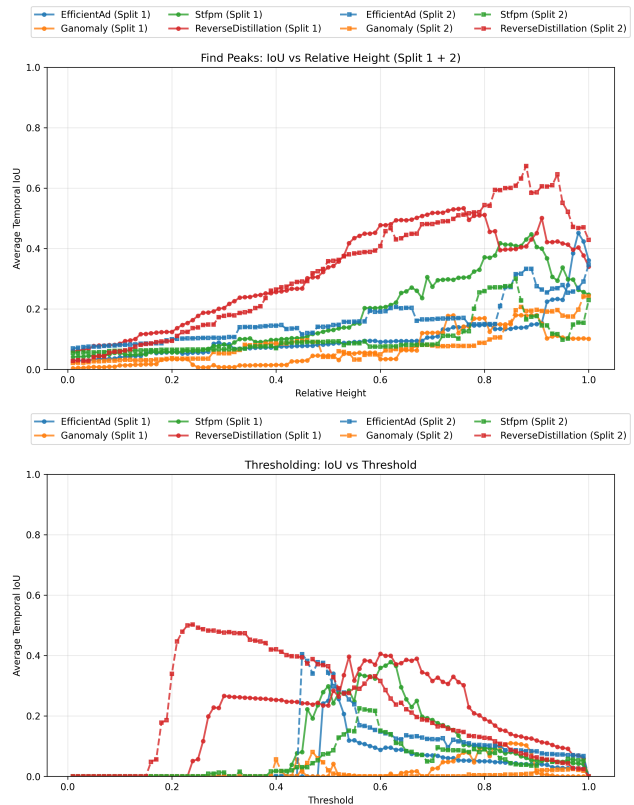 EfficientAd (Split 1) Stfpm (Split 1) EfficientAd (Split 2) Stfpm (Split 2)
Ganomaly (Split 1) ReverseDistillation (Split 1) Ganomaly (Split 2) ReverseDistillation (Split 2)
Find Peaks: IoU vs Relative Height (Split 1 + 2)
1.0
0.8
0.6
0.4
0.2
0.0
Average Temporal IoU
0.0 0.2 0.4 0.6 0.8 1.0
Relative Height
EfficientAd (Split 1) Stfpm (Split 1) EfficientAd (Split 2) Stfpm (Split 2)
Ganomaly (Split 1) ReverseDistillation (Split 1) Ganomaly (Split 2) ReverseDistillation (Split 2)
Thresholding: IoU vs Threshold
1.0
0.8
0.6
0.4
0.2
0.0
Average Temporal IoU
0.0 0.2 0.4 0.6 0.8 1.0
Threshold